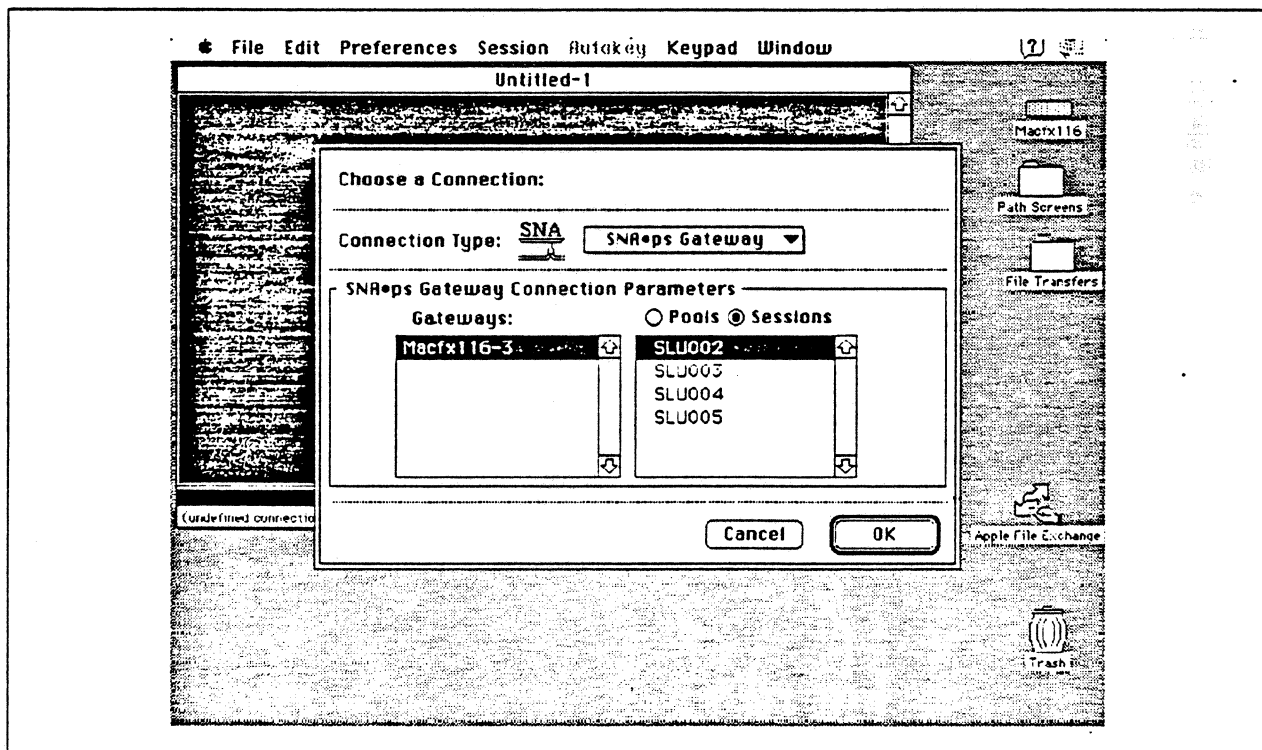 File Edit Preferences Session Autokey Keypad Window
Untitled-1
Macfx116
Path Screens
File Transfers
Choose a Connection:
Connection Type: SNA SNA•ps Gateway
SNA•ps Gateway Connection Parameters
Gateways: Pools Sessions
Macfx116-3
SLU002
SLU003
SLU004
SLU005
(undefined connectio
Cancel OK
Apple File Exchange
Trash